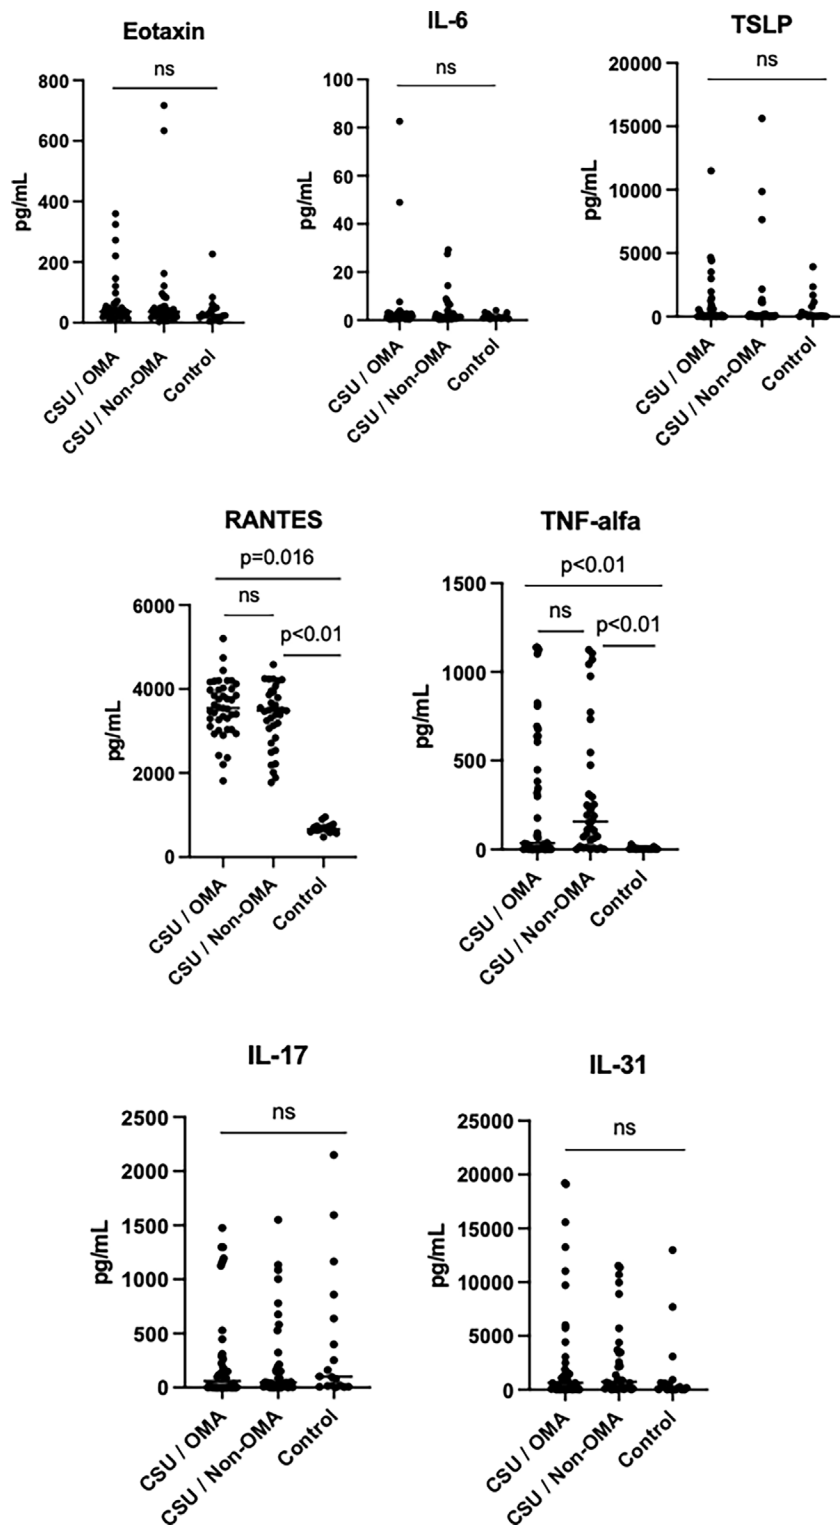 Eotaxin
ns
800
600
400
200
0
pg/mL
CSU / OMA
CSU / Non-OMA
Control
IL-6
ns
100
80
60
40
20
0
pg/mL
CSU / OMA
CSU / Non-OMA
Control
TSLP
ns
20000
15000
10000
5000
0
pg/mL
CSU / OMA
CSU / Non-OMA
Control
RANTES
p=0.016
ns
p<0.01
6000
4000
2000
0
pg/mL
CSU / OMA
CSU / Non-OMA
Control
TNF-alfa
p<0.01
ns
p<0.01
1500
1000
500
0
pg/mL
CSU / OMA
CSU / Non-OMA
Control
IL-17
ns
2500
2000
1500
1000
500
0
pg/mL
CSU / OMA
CSU / Non-OMA
Control
IL-31
ns
25000
20000
15000
10000
5000
0
pg/mL
CSU / OMA
CSU / Non-OMA
Control